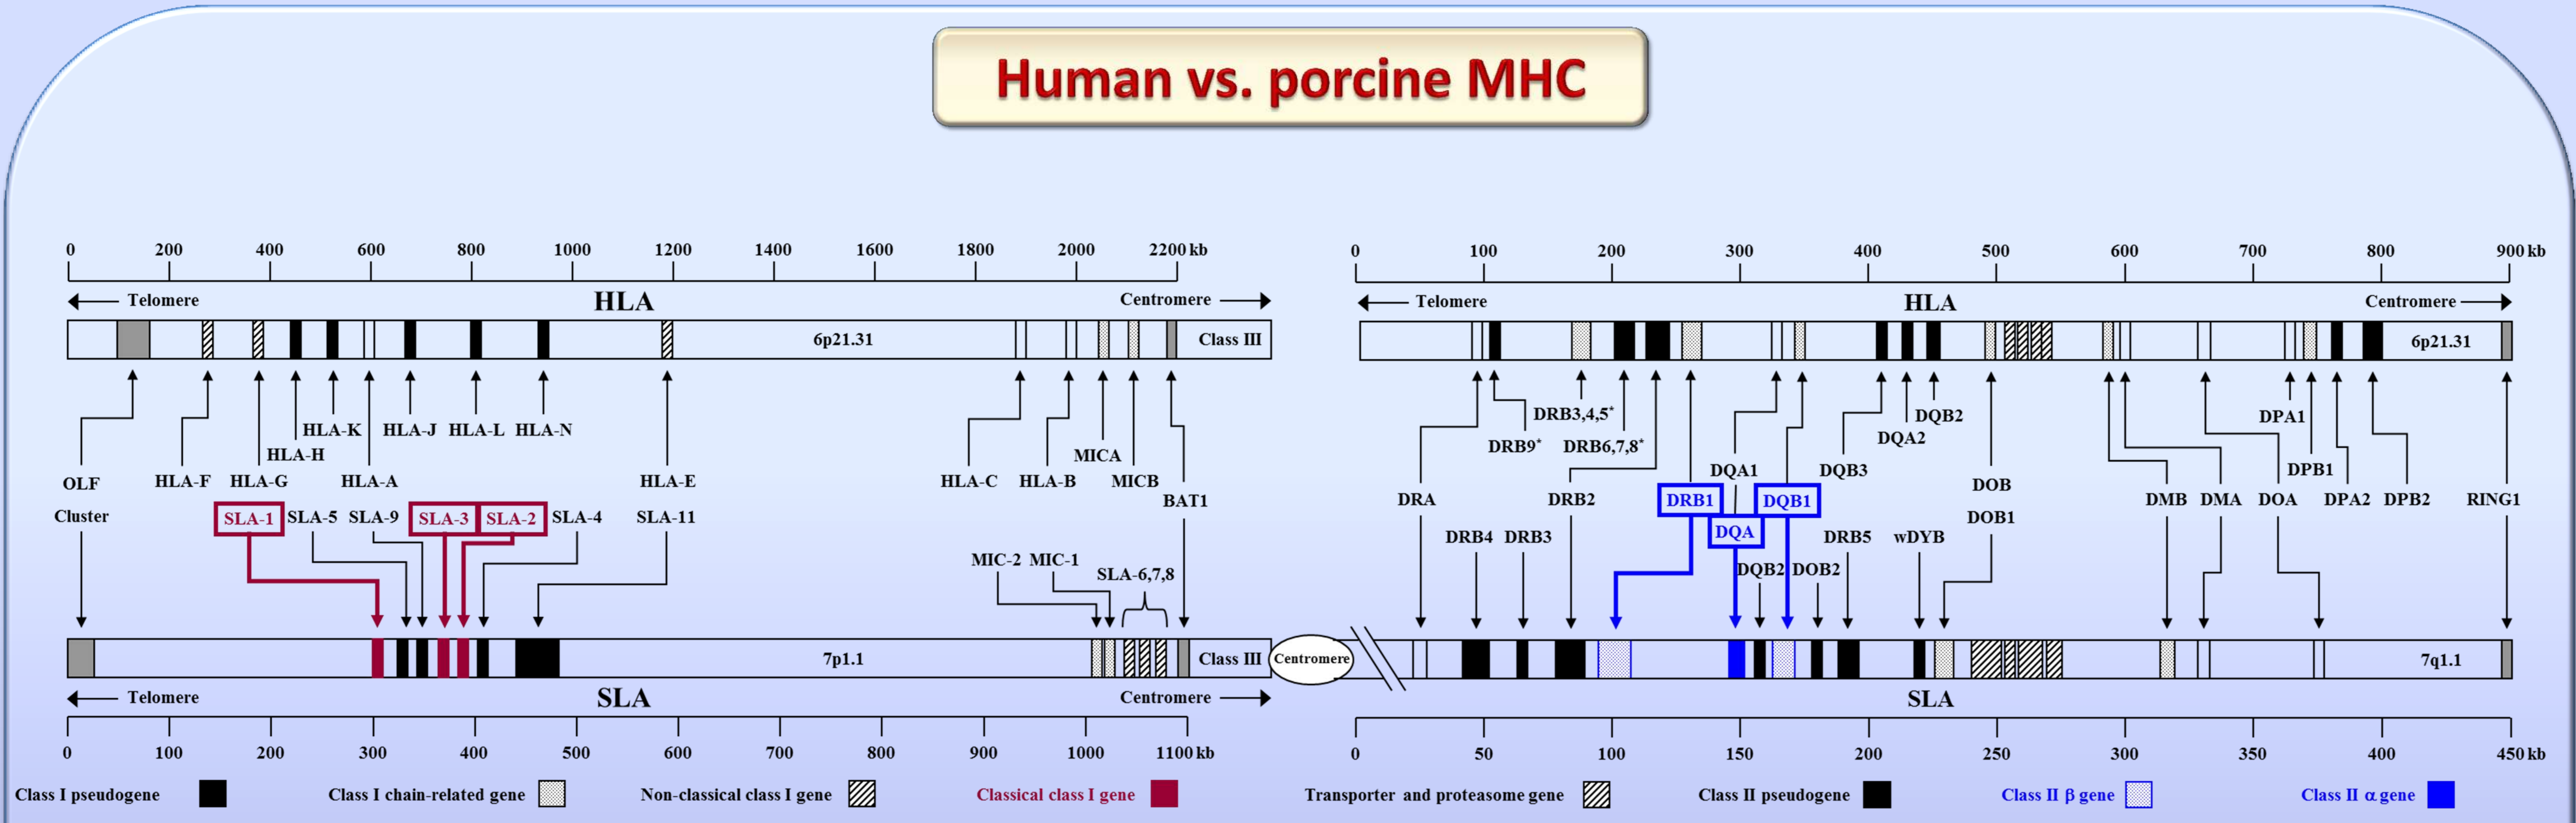 Human vs. porcine MHC
0 200 400 600 800 1000 1200 1400 1600 1800 2000 2200 kb
0 100 200 300 400 500 600 700 800 900 kb
Telomere HLA Centromere
Telomere HLA Centromere
6p21.31 Class III
6p21.31
HLA-K HLA-J HLA-L HLA-N
HLA-H
MICA
OLF HLA-F HLA-G HLA-A HLA-E HLA-C HLA-B MICB
BAT1
Cluster SLA-1 SLA-5 SLA-9 SLA-3 SLA-2 SLA-4 SLA-11
MIC-2 MIC-1
SLA-6,7,8
DRB3,4,5* DQB2 DPA1
DRB9* DRB6,7,8* DQA2
DQA1 DQB3 DPB1
DOB
DRA DRB2 DRB1 DQB1 DMB DMA DOA DPA2 DPB2 RING1
DOB1
DQA
DRB4 DRB3 DRB5 wDYB
DQB2 DOB2
7p1.1 Class III Centromere 7q1.1
Telomere SLA Centromere
SLA
0 100 200 300 400 500 600 700 800 900 1000 1100 kb
0 50 100 150 200 250 300 350 400 450 kb
Class I pseudogene Class I chain-related gene Non-classical class I gene Classical class I gene
Transporter and proteasome gene Class II pseudogene Class II β gene Class II α gene